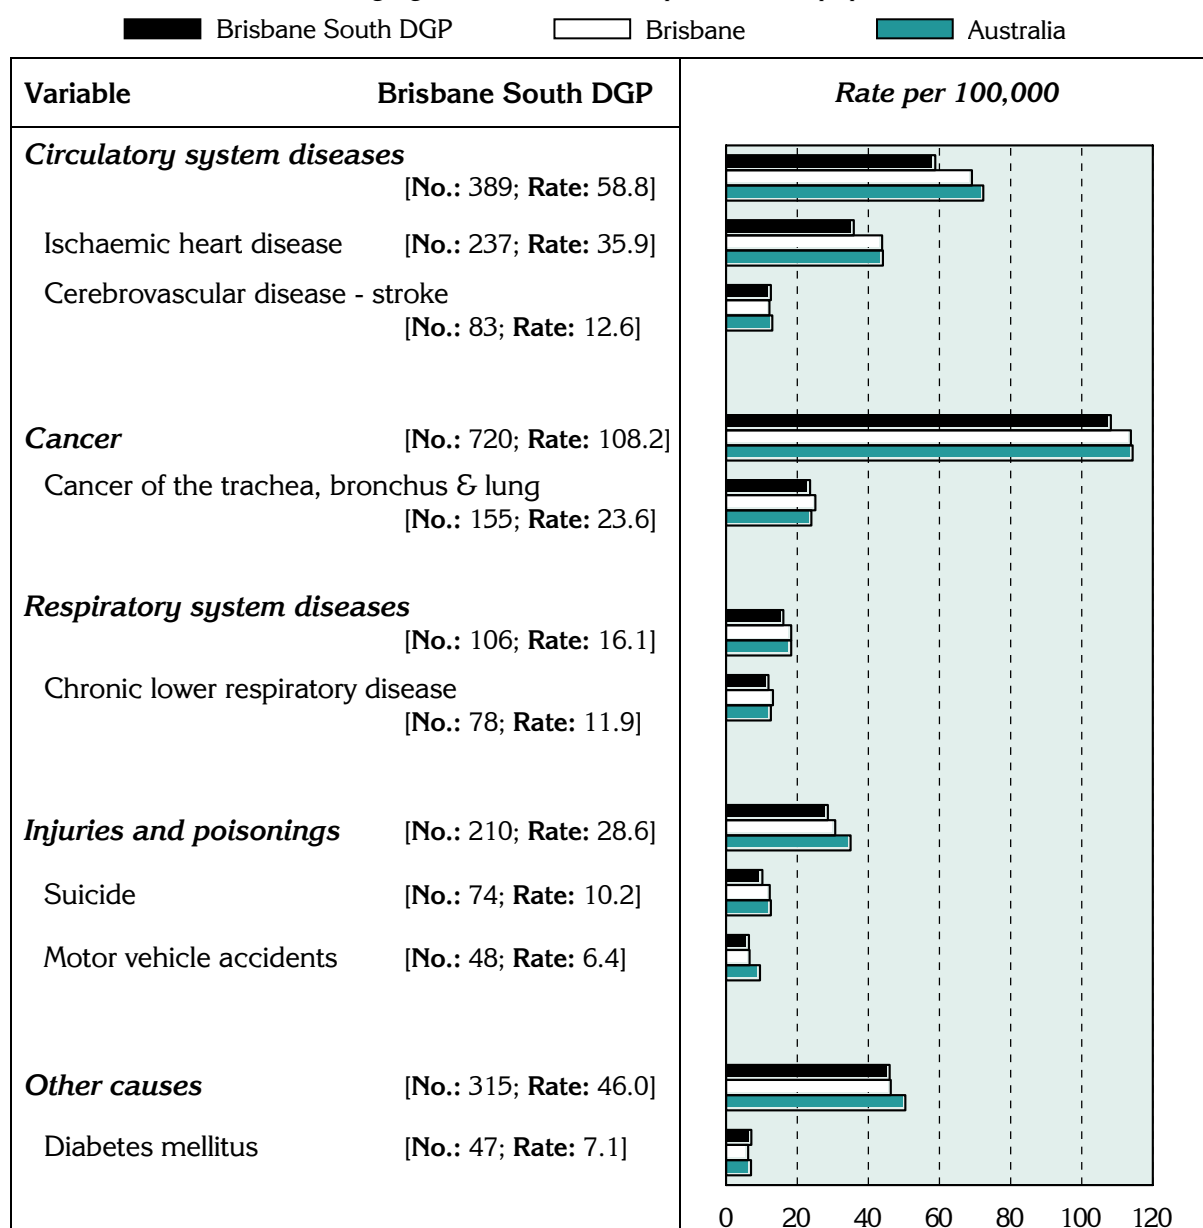 Brisbane South DGP Brisbane Australia
Variable Brisbane South DGP Rate per 100,000
Circulatory system diseases
[No.: 389; Rate: 58.8]
Ischaemic heart disease [No.: 237; Rate: 35.9]
Cerebrovascular disease - stroke
[No.: 83; Rate: 12.6]
Cancer [No.: 720; Rate: 108.2]
Cancer of the trachea, bronchus & lung
[No.: 155; Rate: 23.6]
Respiratory system diseases
[No.: 106; Rate: 16.1]
Chronic lower respiratory disease
[No.: 78; Rate: 11.9]
Injuries and poisonings [No.: 210; Rate: 28.6]
Suicide [No.: 74; Rate: 10.2]
Motor vehicle accidents [No.: 48; Rate: 6.4]
Other causes [No.: 315; Rate: 46.0]
Diabetes mellitus [No.: 47; Rate: 7.1]
0 20 40 60 80 100 120